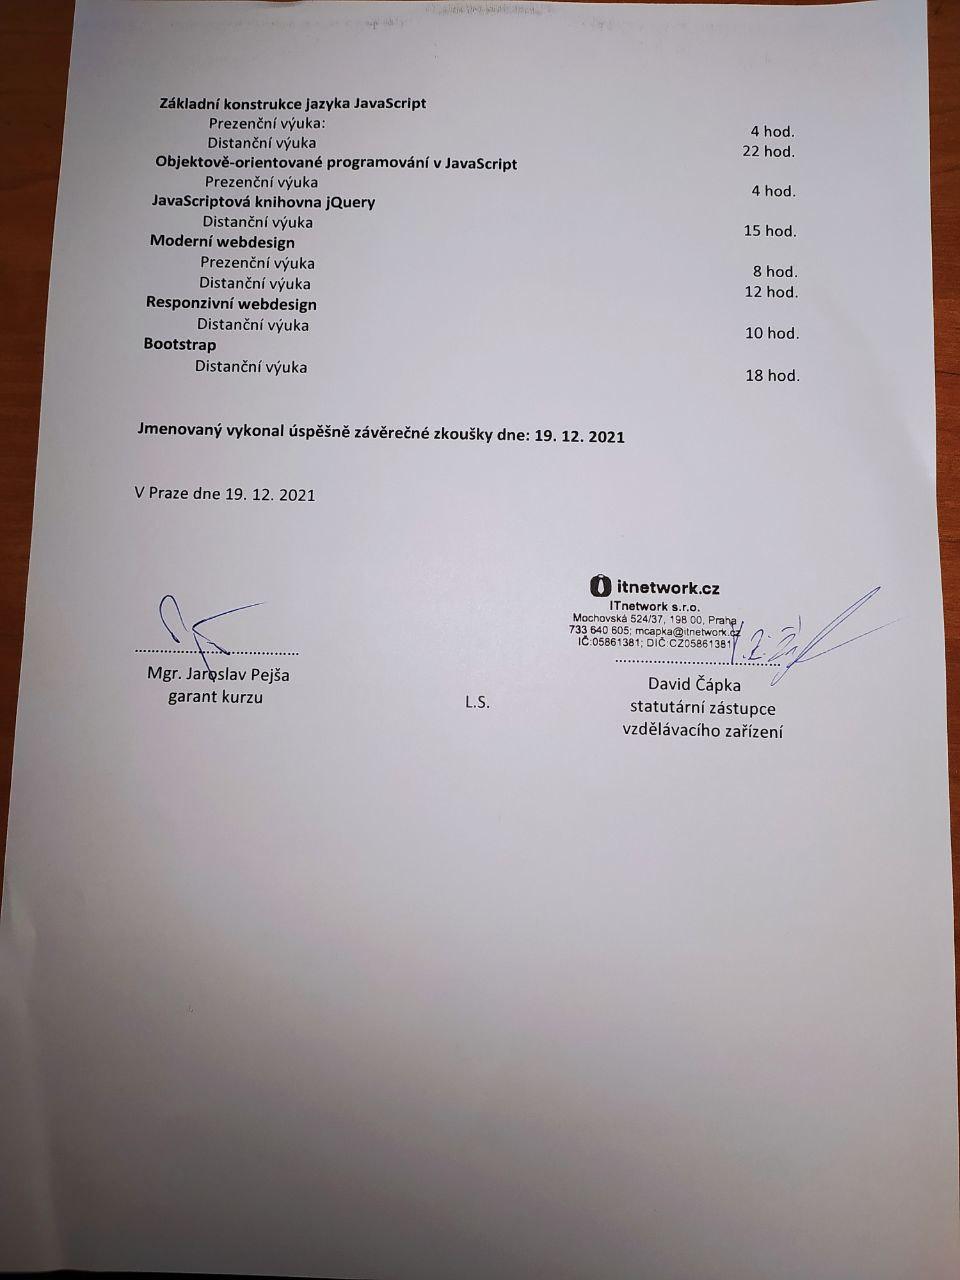 Základní konstrukce jazyka JavaScript
Prezenční výuka: 4 hod.
Distanční výuka 22 hod.
Objektově-orientované programování v JavaScript
Prezenční výuka 4 hod.
JavaScriptová knihovna jQuery
Distanční výuka 15 hod.
Moderní webdesign
Prezenční výuka 8 hod.
Distanční výuka 12 hod.
Responzivní webdesign
Distanční výuka 10 hod.
Bootstrap
Distanční výuka 18 hod.
Jmenovaný vykonal úspěšně závěrečné zkoušky dne: 19. 12. 2021
V Praze dne 19. 12. 2021
itnetwork.cz
ITnetwork s.r.o.
Mochovská 524/37, 198 00, Praha
733 640 605; mcapka@itnetwork.cz
IČ:05861381; DIČ:CZ05861381
Mgr. Jaroslav Pejša
garant kurzu
L.S.
David Čápka
statutární zástupce
vzdělávacího zařízení